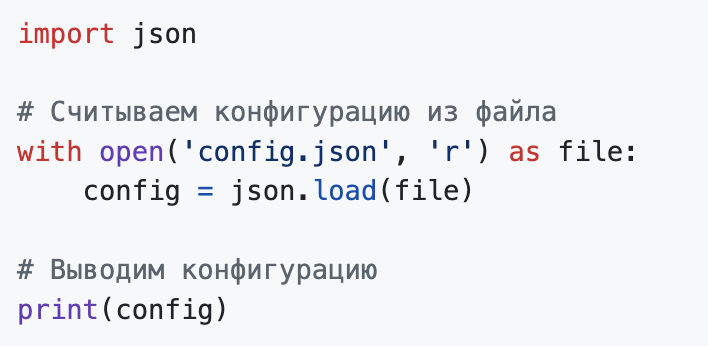 import json
# Считываем конфигурацию из файла
with open('config.json', 'r') as file:
    config = json.load(file)
# Выводим конфигурацию
print(config)